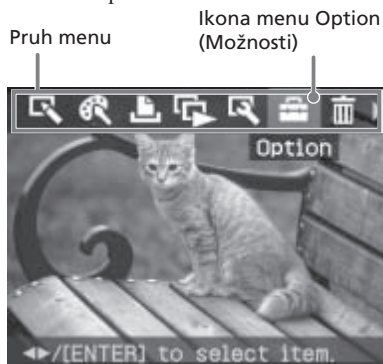 Ikona menu Option
(Možnosti)
Pruh menu
Option
◄►/[ENTER] to select item.